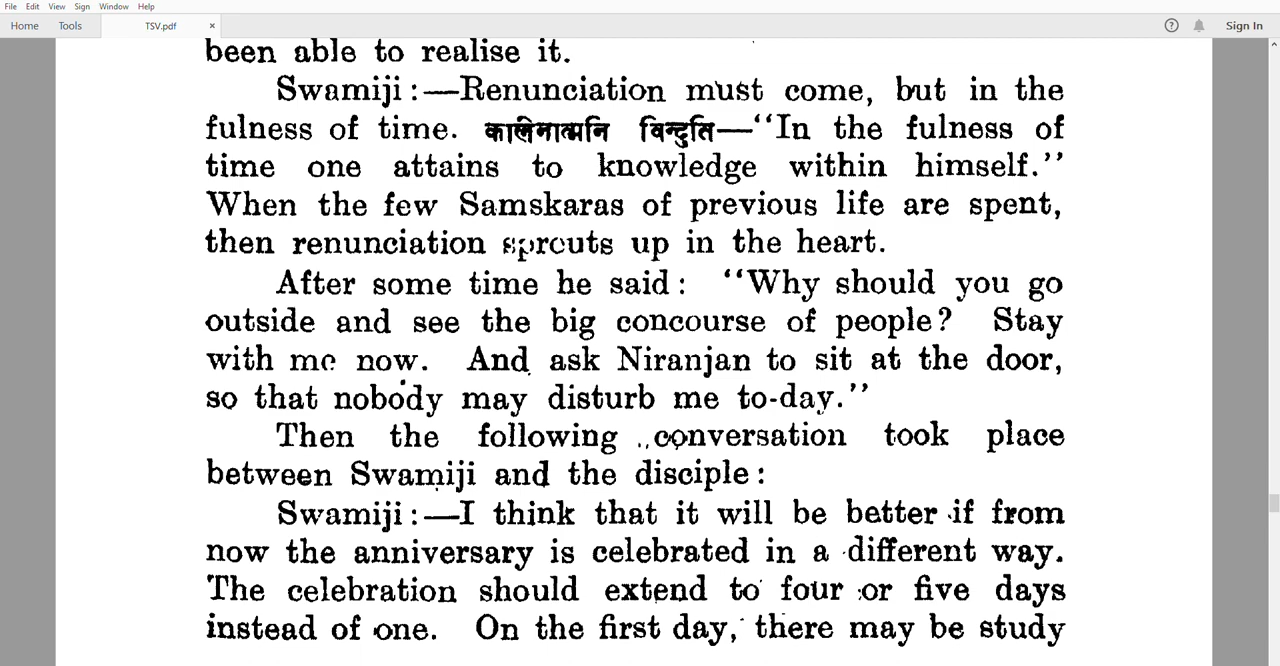 File Edit View Sign Window Help
Home Tools TSV.pdf × ? Sign In
been able to realise it.
Swamiji :—Renunciation must come, but in the
fulness of time. कालेनात्मनि विन्दति—‘‘In the fulness of
time one attains to knowledge within himself.’’
When the few Samskaras of previous life are spent,
then renunciation sprouts up in the heart.
After some time he said : ‘‘Why should you go
outside and see the big concourse of people? Stay
with me now. And ask Niranjan to sit at the door,
so that nobody may disturb me to-day.’’
Then the following conversation took place
between Swamiji and the disciple :
Swamiji :—I think that it will be better if from
now the anniversary is celebrated in a different way.
The celebration should extend to four or five days
instead of one. On the first day, there may be study